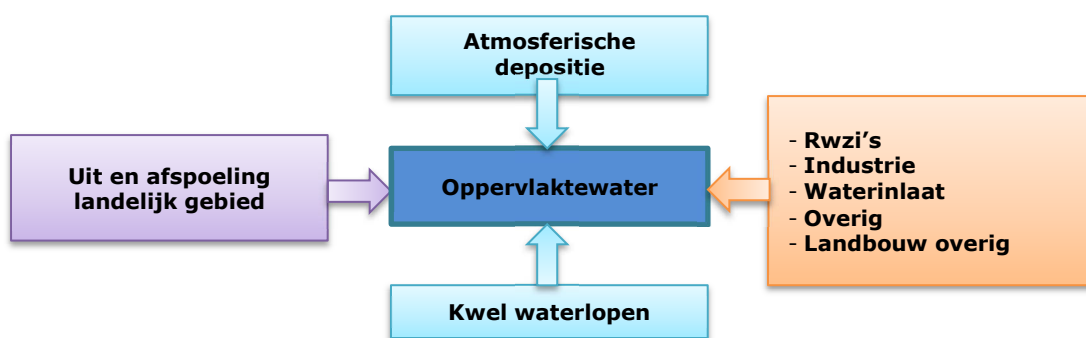 Atmosferische
depositie
Uit en afspoeling
landelijk gebied
Oppervlaktewater
- Rwzi's
- Industrie
- Waterinlaat
- Overig
- Landbouw overig
Kwel waterlopen